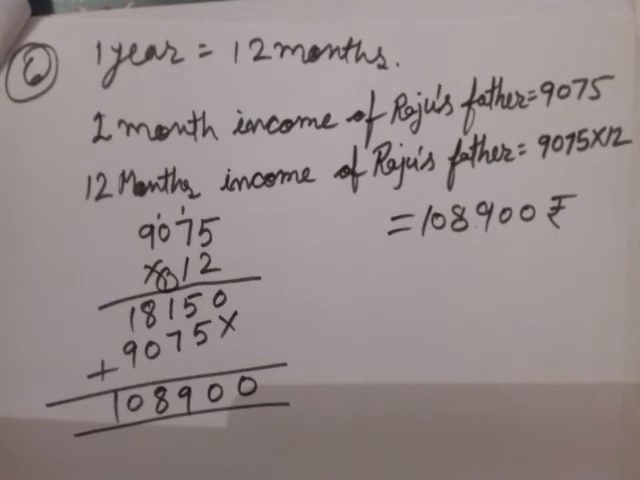 Q 1 year = 12 months.
1 month income of Raju's father = 9075
12 Months income of Raju's father = 9075×12
= 108900 ₹
9075
×12
18150
+9075×
108900